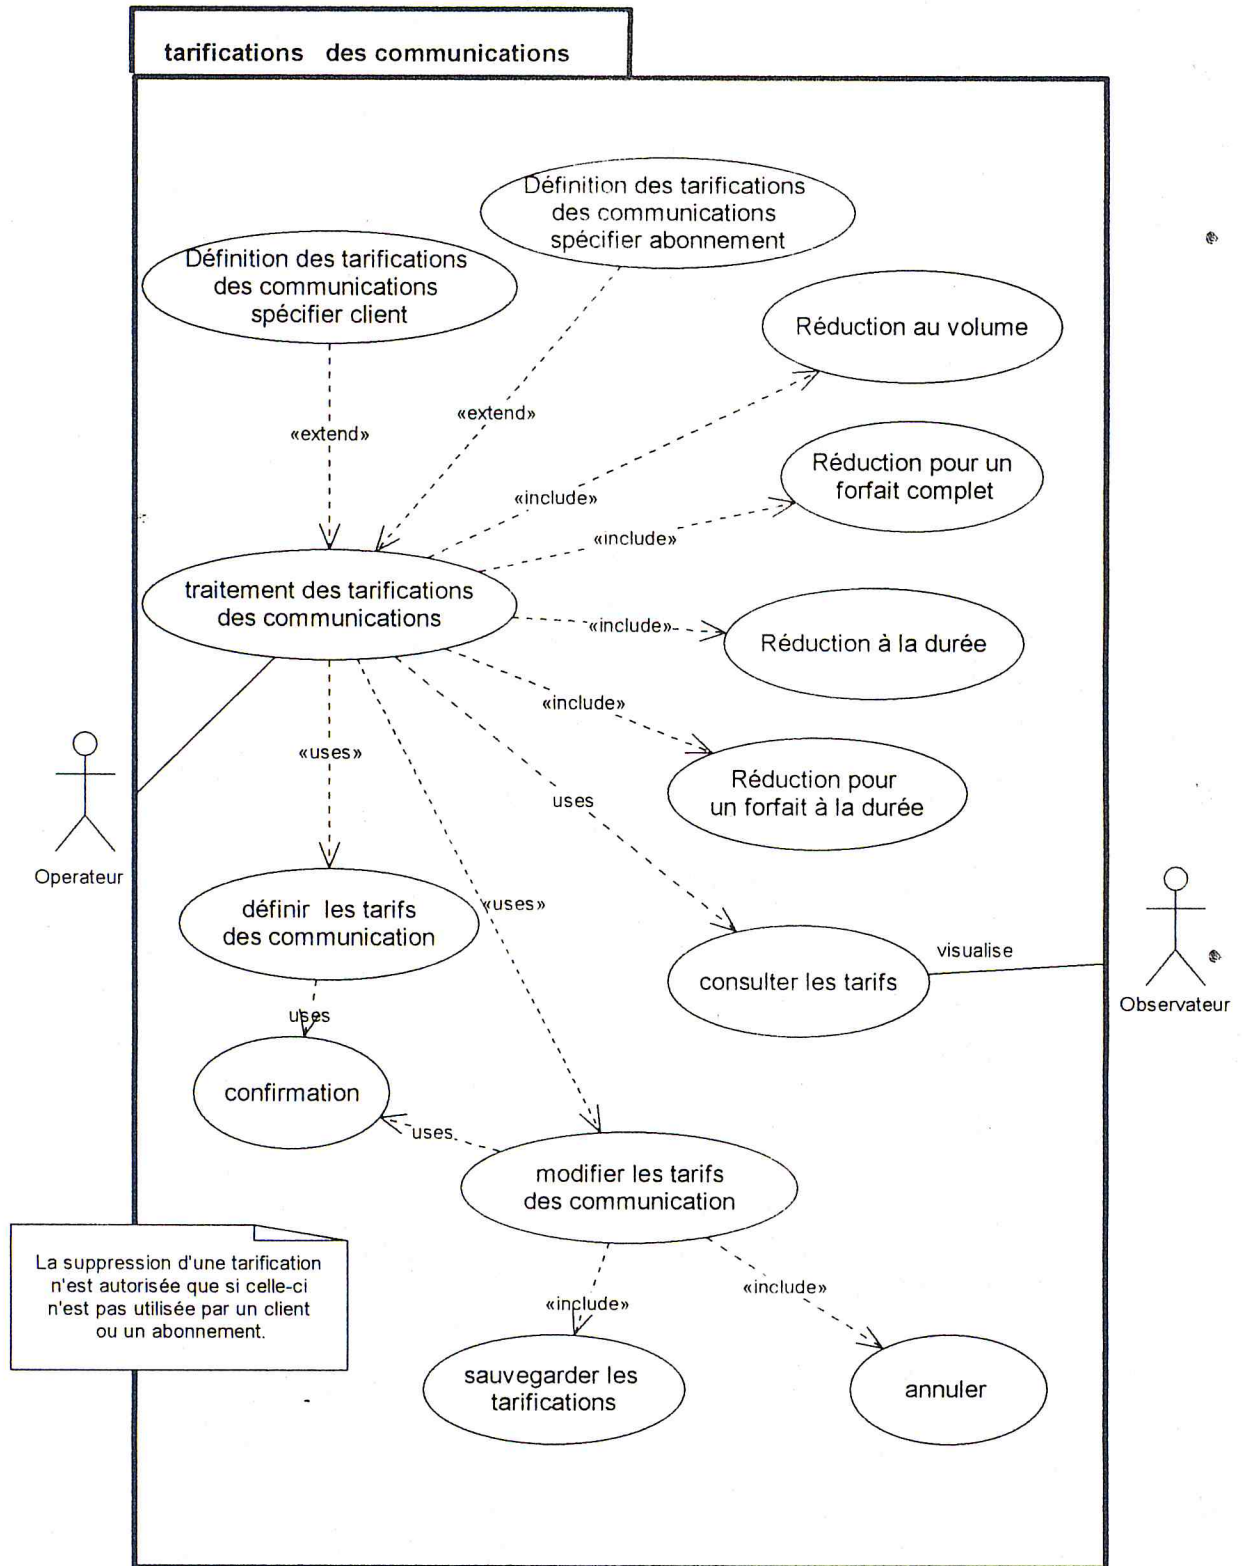 tarifications des communications
Définition des tarifications
des communications
spécifier abonnement
Définition des tarifications
des communications
spécifier client
Réduction au volume
«extend»
«extend»
Réduction pour un
forfait complet
«include»
«include»
traitement des tarifications
des communications
«include»
Réduction à la durée
«include»
«uses»
Réduction pour
un forfait à la durée
uses
Operateur
définir les tarifs
des communication
«uses»
visualise
consulter les tarifs
Observateur
uses
confirmation
uses
modifier les tarifs
des communication
La suppression d'une tarification
n'est autorisée que si celle-ci
n'est pas utilisée par un client
ou un abonnement.
«include»
«include»
sauvegarder les
tarifications
annuler